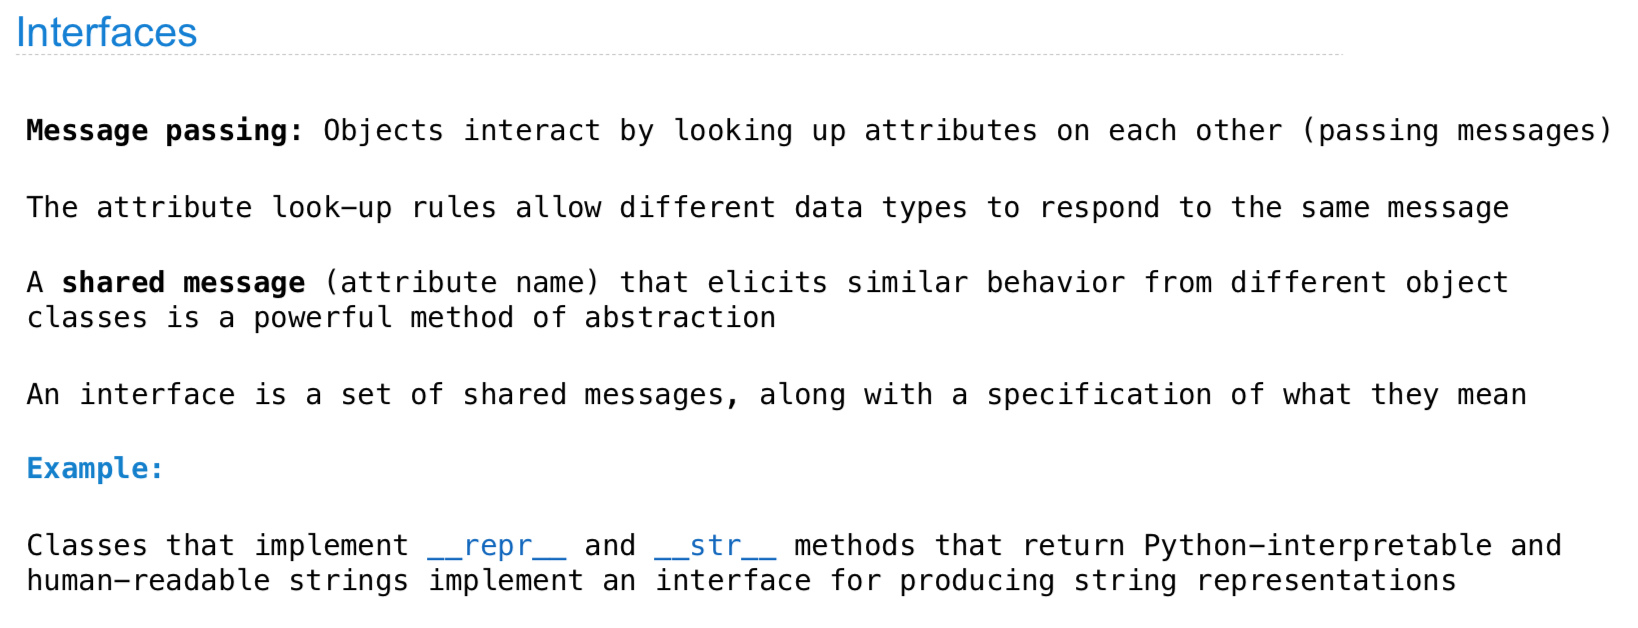 Interfaces
Message passing: Objects interact by looking up attributes on each other (passing messages)
The attribute look-up rules allow different data types to respond to the same message
A shared message (attribute name) that elicits similar behavior from different object
classes is a powerful method of abstraction
An interface is a set of shared messages, along with a specification of what they mean
Example:
Classes that implement __repr__ and __str__ methods that return Python-interpretable and
human-readable strings implement an interface for producing string representations